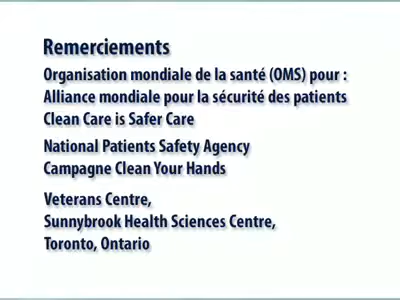 Remerciements
Organisation mondiale de la santé (OMS) pour :
Alliance mondiale pour la sécurité des patients
Clean Care is Safer Care
National Patients Safety Agency
Campagne Clean Your Hands
Veterans Centre,
Sunnybrook Health Sciences Centre,
Toronto, Ontario